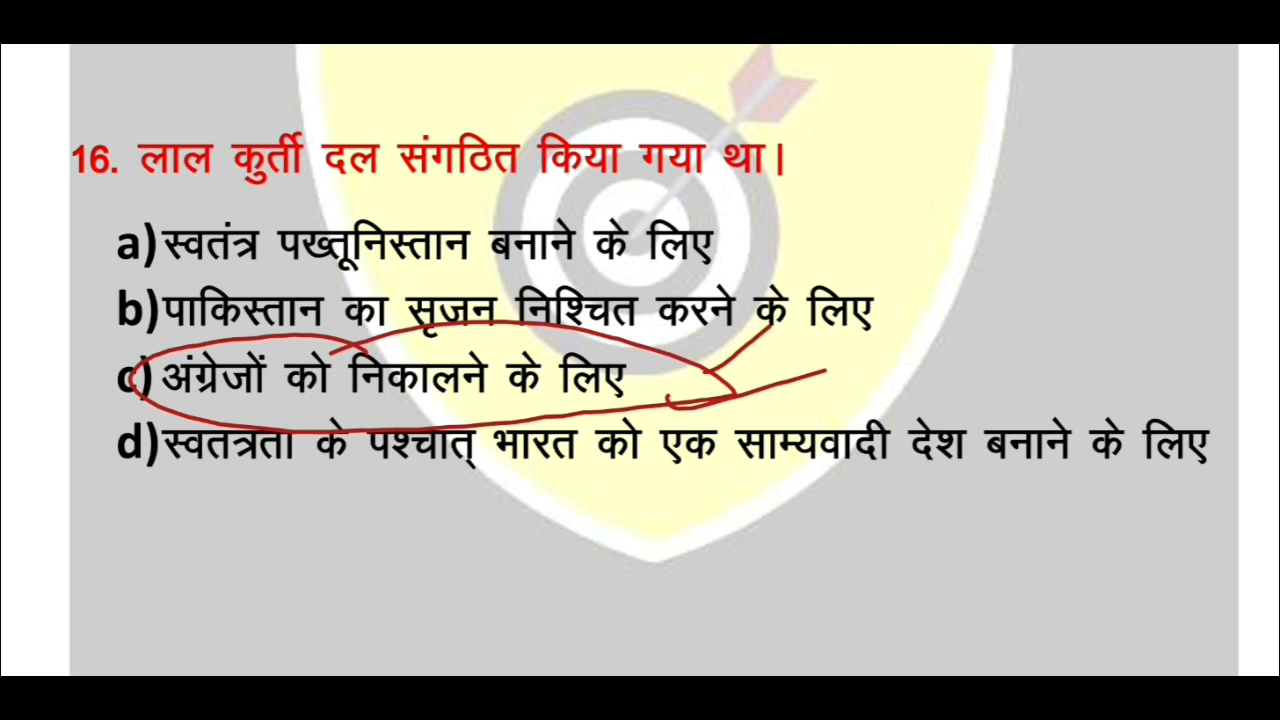 16. लाल कुर्ती दल संगठित किया गया था।
a)स्वतंत्र पख्तूनिस्तान बनाने के लिए
b)पाकिस्तान का सृजन निश्चित करने के लिए
c)अंग्रेजों को निकालने के लिए
d)स्वतत्रता के पश्चात् भारत को एक साम्यवादी देश बनाने के लिए